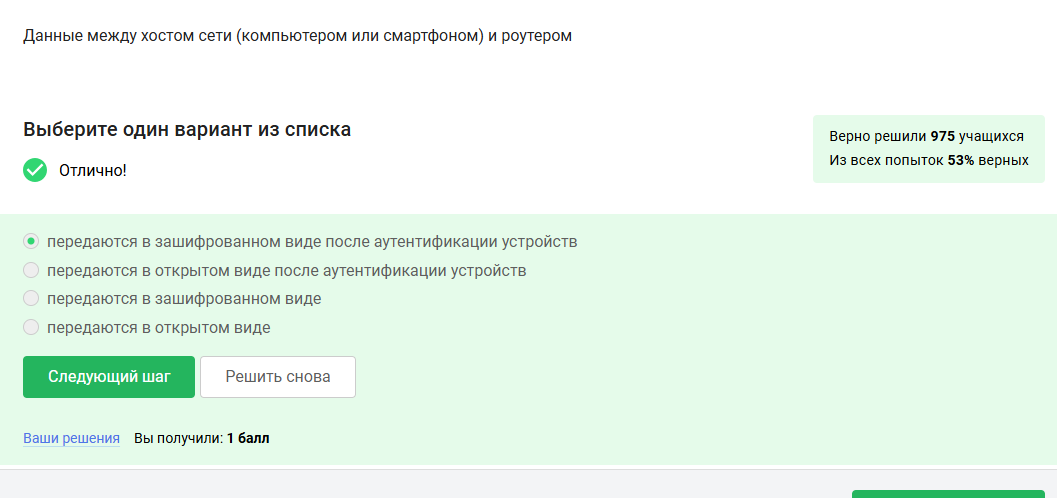 Данные между хостом сети (компьютером или смартфоном) и роутером
Выберите один вариант из списка
Отлично!
Верно решили 975 учащихся
Из всех попыток 53% верных
передаются в зашифрованном виде после аутентификации устройств
передаются в открытом виде после аутентификации устройств
передаются в зашифрованном виде
передаются в открытом виде
Следующий шаг
Решить снова
Ваши решения
Вы получили: 1 балл